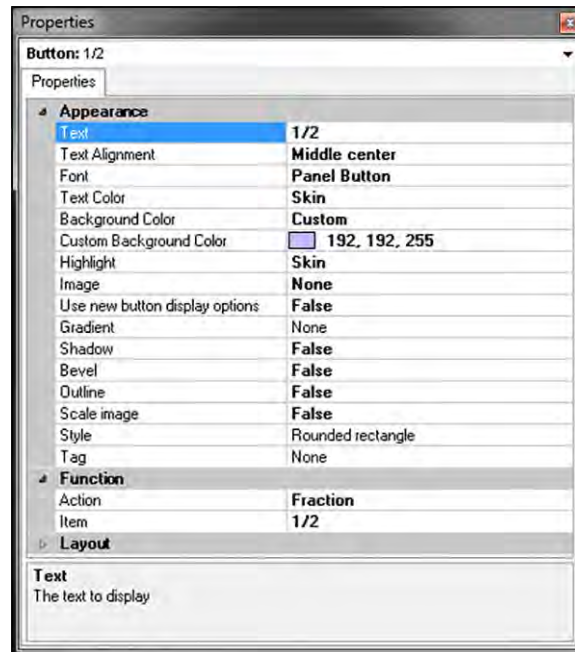 Properties
Button: 1/2
Properties
Appearance
Text 1/2
Text Alignment Middle center
Font Panel Button
Text Color Skin
Background Color Custom
Custom Background Color 192, 192, 255
Highlight Skin
Image None
Use new button display options False
Gradient None
Shadow False
Bevel False
Outline False
Scale image False
Style Rounded rectangle
Tag None
Function
Action Fraction
Item 1/2
Layout
Text
The text to display